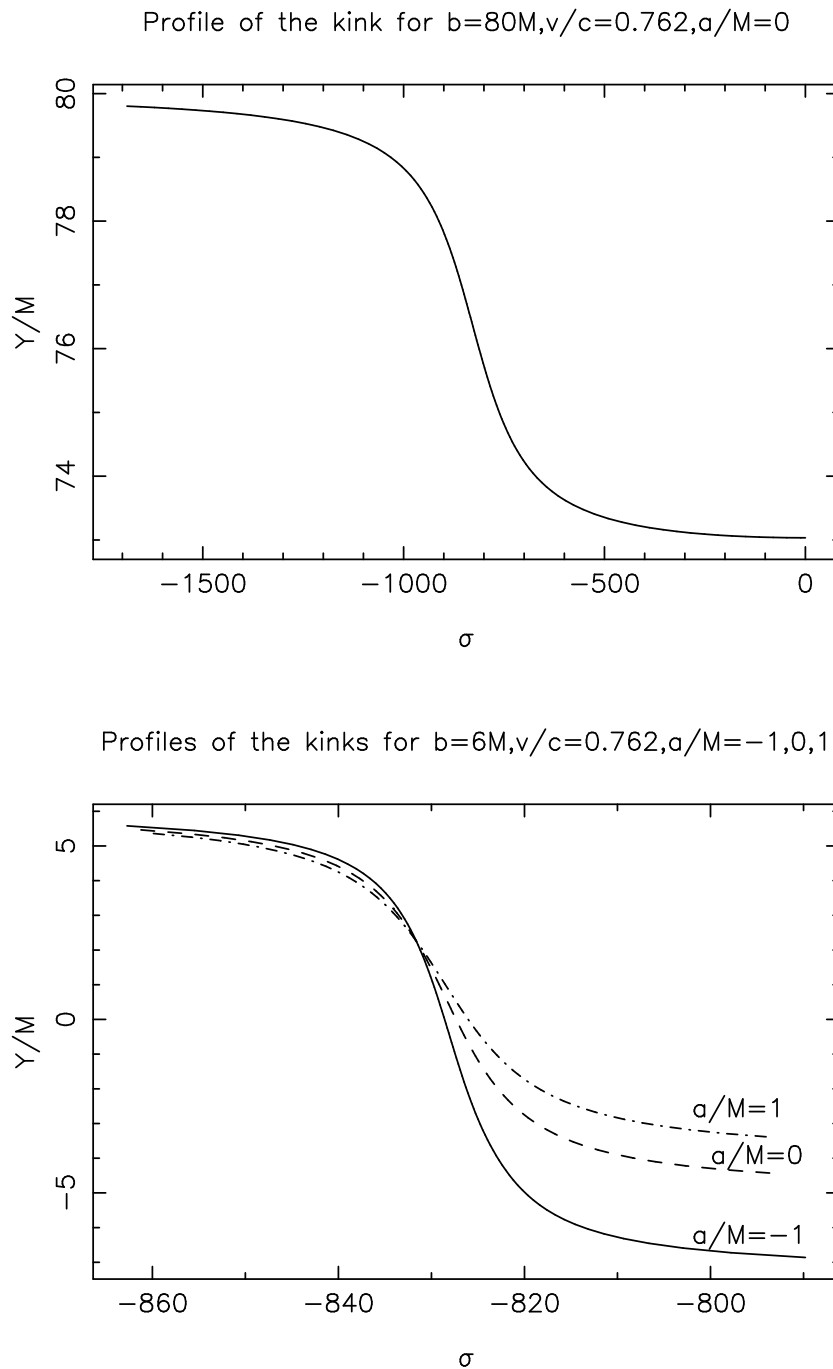 Profile of the kink for b=80M,v/c=0.762,a/M=0
80
78
76
74
Y/M
−1500 −1000 −500 0
σ
Profiles of the kinks for b=6M,v/c=0.762,a/M=−1,0,1
5
0
−5
Y/M
a/M=1
a/M=0
a/M=−1
−860 −840 −820 −800
σ